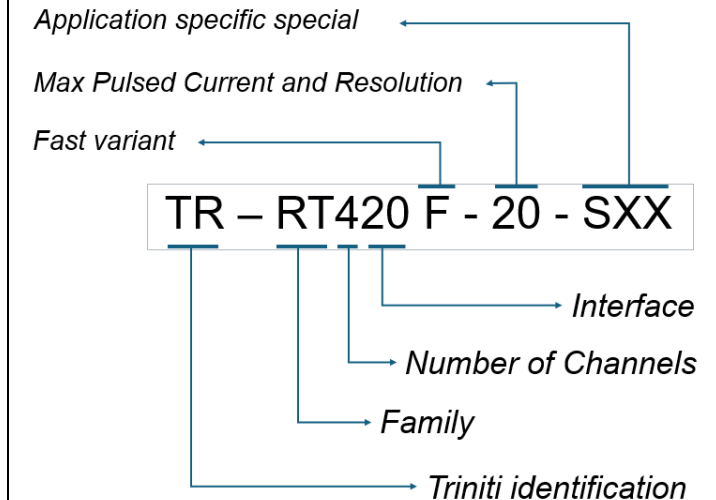 Application specific special
Max Pulsed Current and Resolution
Fast variant
TR – RT420 F - 20 - SXX
Interface
Number of Channels
Family
Triniti identification